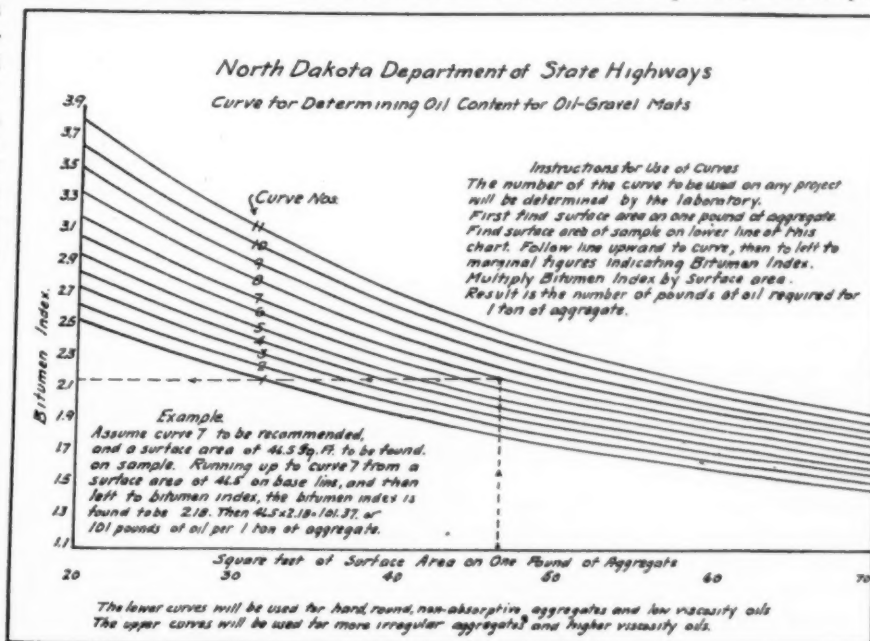 North Dakota Department of State Highways
Curve for Determining Oil Content for Oil-Gravel Mats
3.9
3.7
3.5
3.3
3.1
2.9
2.7
2.5
2.3
2.1
1.9
1.7
1.5
1.1
Bitumen Index.
Curve Nos.
11
10
9
8
7
6
5
4
3
2
1
Instructions for Use of Curves
The number of the curve to be used on any project
will be determined by the laboratory.
First find surface area on one pound of aggregate.
Find surface area of sample on lower line of this
chart. Follow line upward to curve, then to left to
marginal figures indicating Bitumen Index.
Multiply Bitumen Index by Surface area.
Result is the number of pounds of oil required for
1 ton of aggregate.
Example.
Assume curve 7 to be recommended,
and a surface area of 46.5 Sq. Ft. to be found.
on sample. Running up to curve 7 from a
surface area of 46.5 on base line, and then
left to bitumen index, the bitumen index is
found to be 2.18. Then 46.5 x 2.18 = 101.37, or
101 pounds of oil per 1 ton of aggregate.
Square feet of Surface Area on One Pound of Aggregate
20 30 40 50 60 70
The lower curves will be used for hard, round, non-absorptive, aggregates and low viscosity oils
The upper curves will be used for more irregular aggregates and higher viscosity oils.